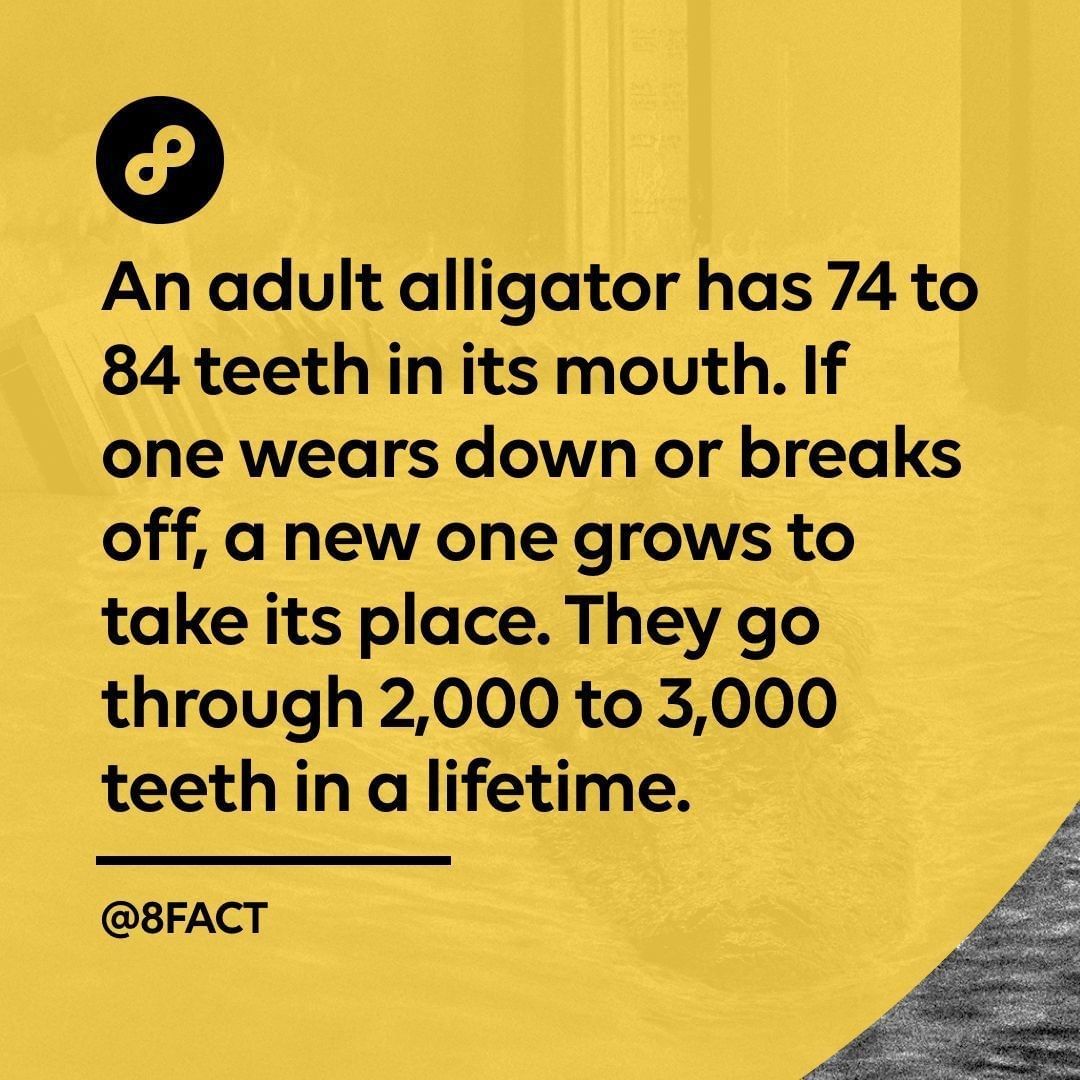 An adult alligator has 74 to
84 teeth in its mouth. If
one wears down or breaks
off, a new one grows to
take its place. They go
through 2,000 to 3,000
teeth in a lifetime.
@8FACT